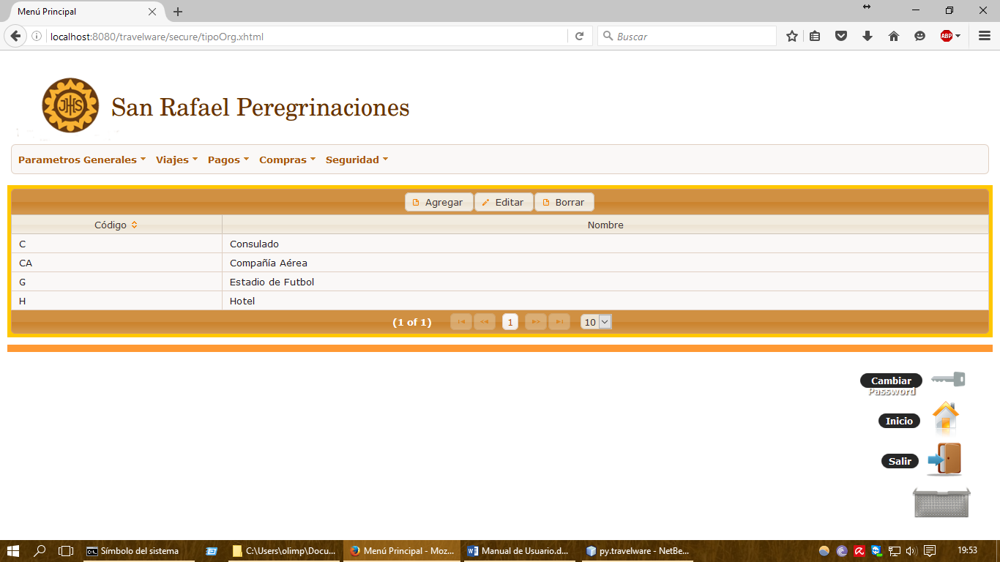 Menú Principal
localhost:8080/travelware/secure/tipoOrg.xhtml
Buscar
ABP
JHS
San Rafael Peregrinaciones
Parametros Generales Viajes Pagos Compras Seguridad
Agregar Editar Borrar
Código Nombre
C Consulado
CA Compañía Aérea
G Estadio de Futbol
H Hotel
(1 of 1) 1 10
Cambiar
Password
Inicio
Salir
Símbolo del sistema C:\Users\olimp\Docu... Menú Principal - Moz... Manual de Usuario.d... py.travelware - NetBe... 19:53